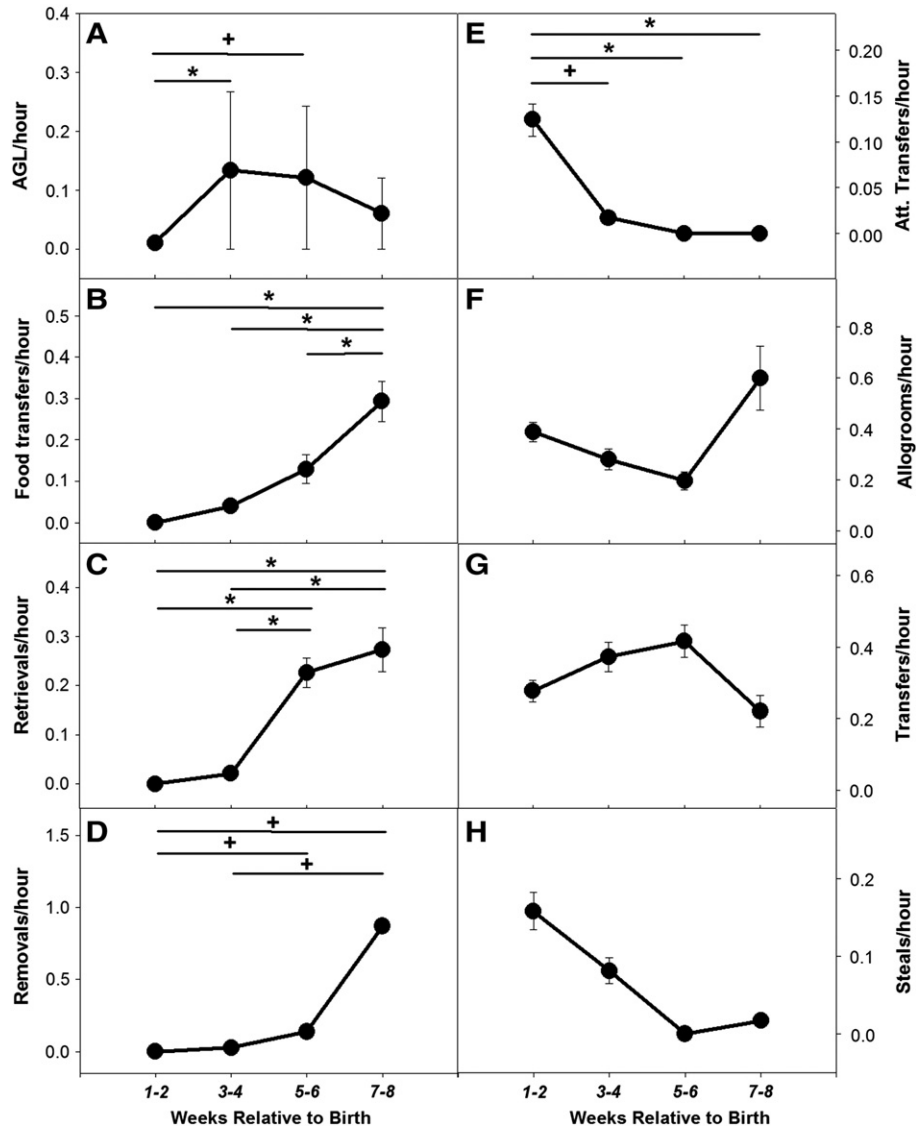 A
AGL/hour
0.4
0.3
0.2
0.1
0.0
+
*
B
Food transfers/hour
0.5
0.4
0.3
0.2
0.1
0.0
*
*
*
C
Retrievals/hour
0.4
0.3
0.2
0.1
0.0
*
*
*
*
D
Removals/hour
1.5
1.0
0.5
0.0
+
+
+
1-2 3-4 5-6 7-8
Weeks Relative to Birth
E
Att. Transfers/hour
0.20
0.15
0.10
0.05
0.00
*
*
+
F
Allogrooms/hour
0.8
0.6
0.4
0.2
0.0
G
Transfers/hour
0.6
0.4
0.2
0.0
H
Steals/hour
0.2
0.1
0.0
1-2 3-4 5-6 7-8
Weeks Relative to Birth